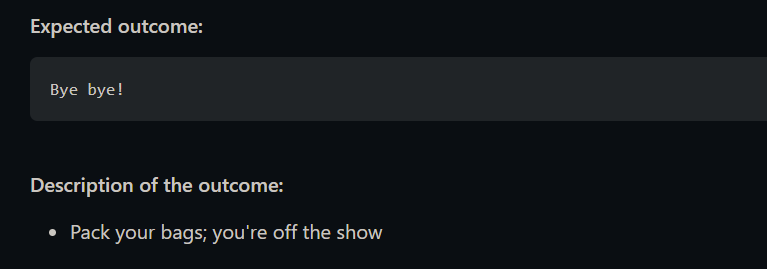 Expected outcome:
Bye bye!
Description of the outcome:
Pack your bags; you're off the show